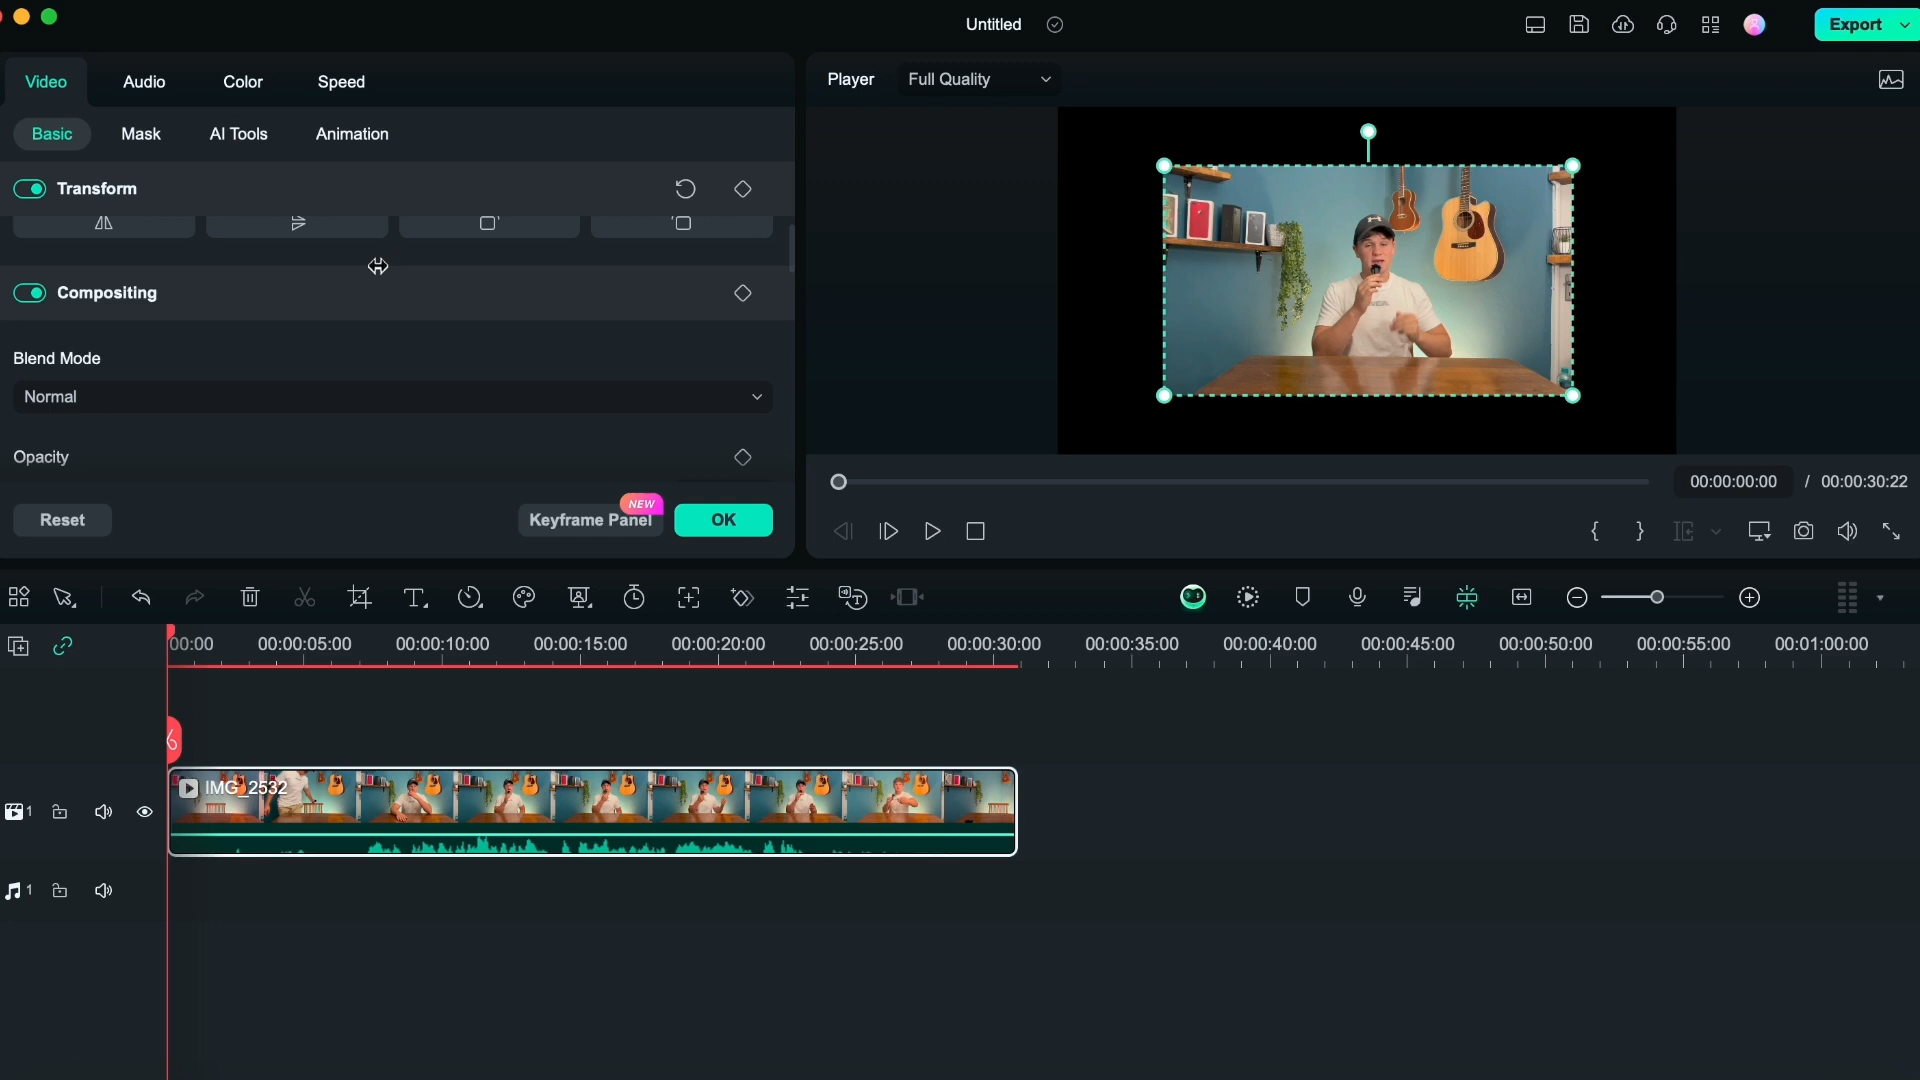 Untitled
Export
Video
Audio
Color
Speed
Player
Full Quality
Basic
Mask
AI Tools
Animation
Transform
Compositing
Blend Mode
Normal
Opacity
Reset
NEW
Keyframe Panel
OK
00:00:00:00 / 00:00:30:22
00:00 00:00:05:00 00:00:10:00 00:00:15:00 00:00:20:00 00:00:25:00 00:00:30:00 00:00:35:00 00:00:40:00 00:00:45:00 00:00:50:00 00:00:55:00 00:01:00:00
IMG_2532
1
1